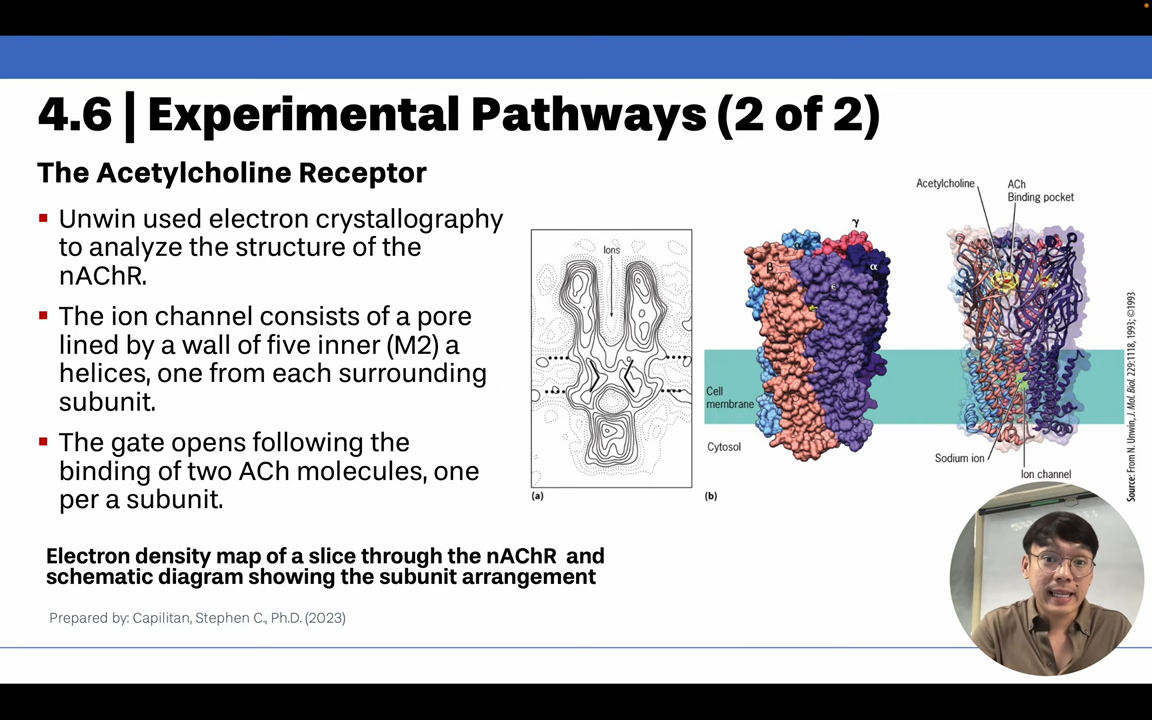 4.6 | Experimental Pathways (2 of 2)
The Acetylcholine Receptor
▪ Unwin used electron crystallography
to analyze the structure of the
nAChR.
▪ The ion channel consists of a pore
lined by a wall of five inner (M2) a
helices, one from each surrounding
subunit.
▪ The gate opens following the
binding of two ACh molecules, one
per a subunit.
Electron density map of a slice through the nAChR and
schematic diagram showing the subunit arrangement
Prepared by: Capilitan, Stephen C., Ph.D. (2023)
Ions
(a)
γ
α
β
α
ε
Cell
membrane
Cytosol
(b)
Acetylcholine
ACh
Binding pocket
Sodium ion
Ion channel
Source: From N. Unwin, J. Mol. Biol. 229:1118, 1993; ©1993